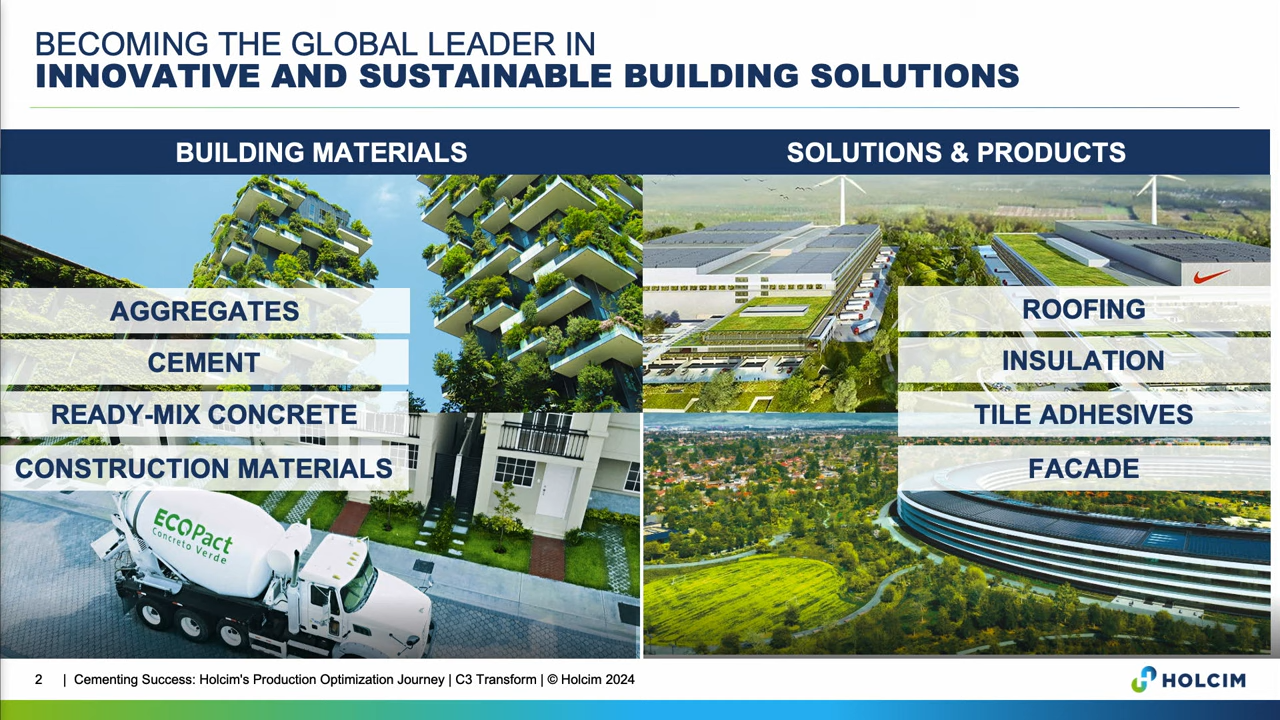 BECOMING THE GLOBAL LEADER IN
INNOVATIVE AND SUSTAINABLE BUILDING SOLUTIONS
BUILDING MATERIALS
AGGREGATES
CEMENT
READY-MIX CONCRETE
CONSTRUCTION MATERIALS
ECOPact
Concreto Verde
SOLUTIONS & PRODUCTS
ROOFING
INSULATION
TILE ADHESIVES
FACADE
2 | Cementing Success: Holcim's Production Optimization Journey | C3 Transform | © Holcim 2024
HOLCIM